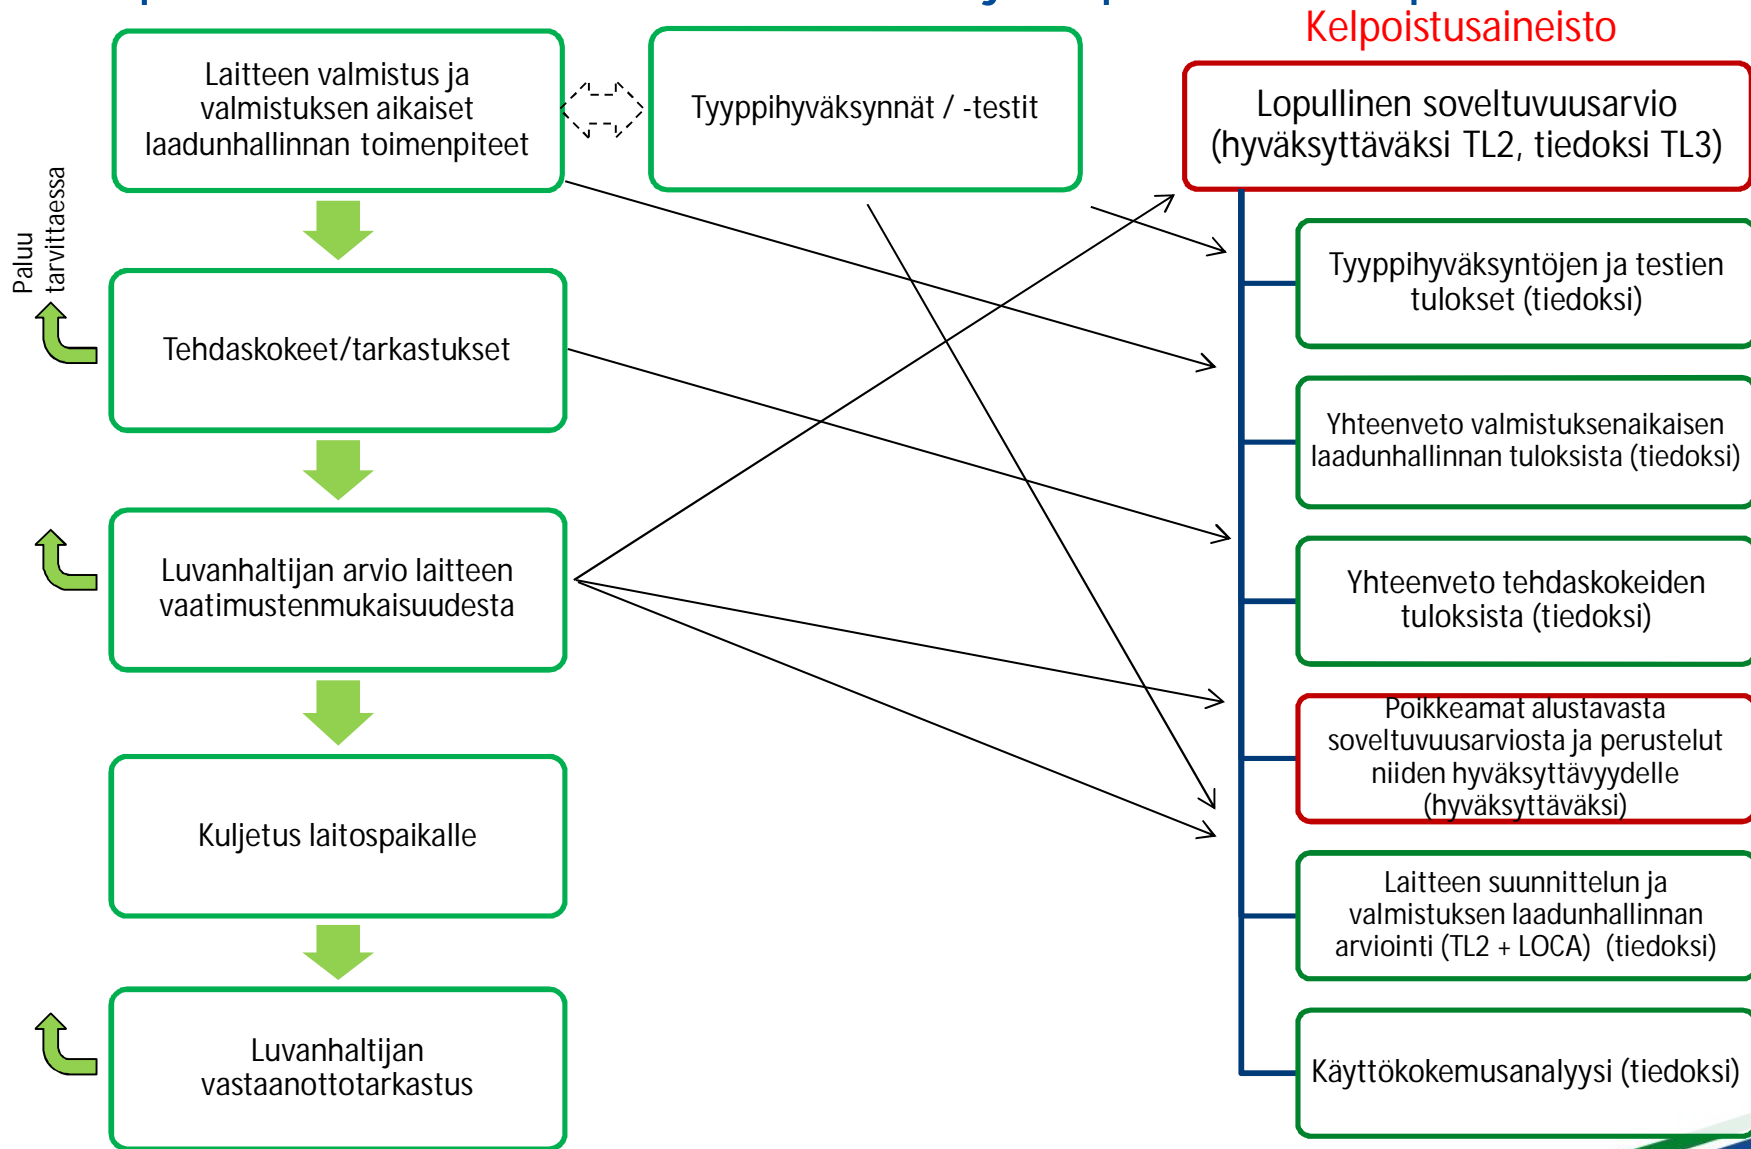 Kelpoistusaineisto
Laitteen valmistus ja
valmistuksen aikaiset
laadunhallinnan toimenpiteet
Tyyppihyväksynnät / -testit
Lopullinen soveltuvuusarvio
(hyväksyttäväksi TL2, tiedoksi TL3)
Paluu
tarvittaessa
Tehdaskokeet/tarkastukset
Luvanhaltijan arvio laitteen
vaatimustenmukaisuudesta
Kuljetus laitospaikalle
Luvanhaltijan
vastaanottotarkastus
Tyyppihyväksyntöjen ja testien
tulokset (tiedoksi)
Yhteenveto valmistuksenaikaisen
laadunhallinnan tuloksista (tiedoksi)
Yhteenveto tehdaskokeiden
tuloksista (tiedoksi)
Poikkeamat alustavasta
soveltuvuusarviosta ja perustelut
niiden hyväksyttävyydelle
(hyväksyttäväksi)
Laitteen suunnittelun ja
valmistuksen laadunhallinnan
arviointi (TL2 + LOCA) (tiedoksi)
Käyttökokemusanalyysi (tiedoksi)